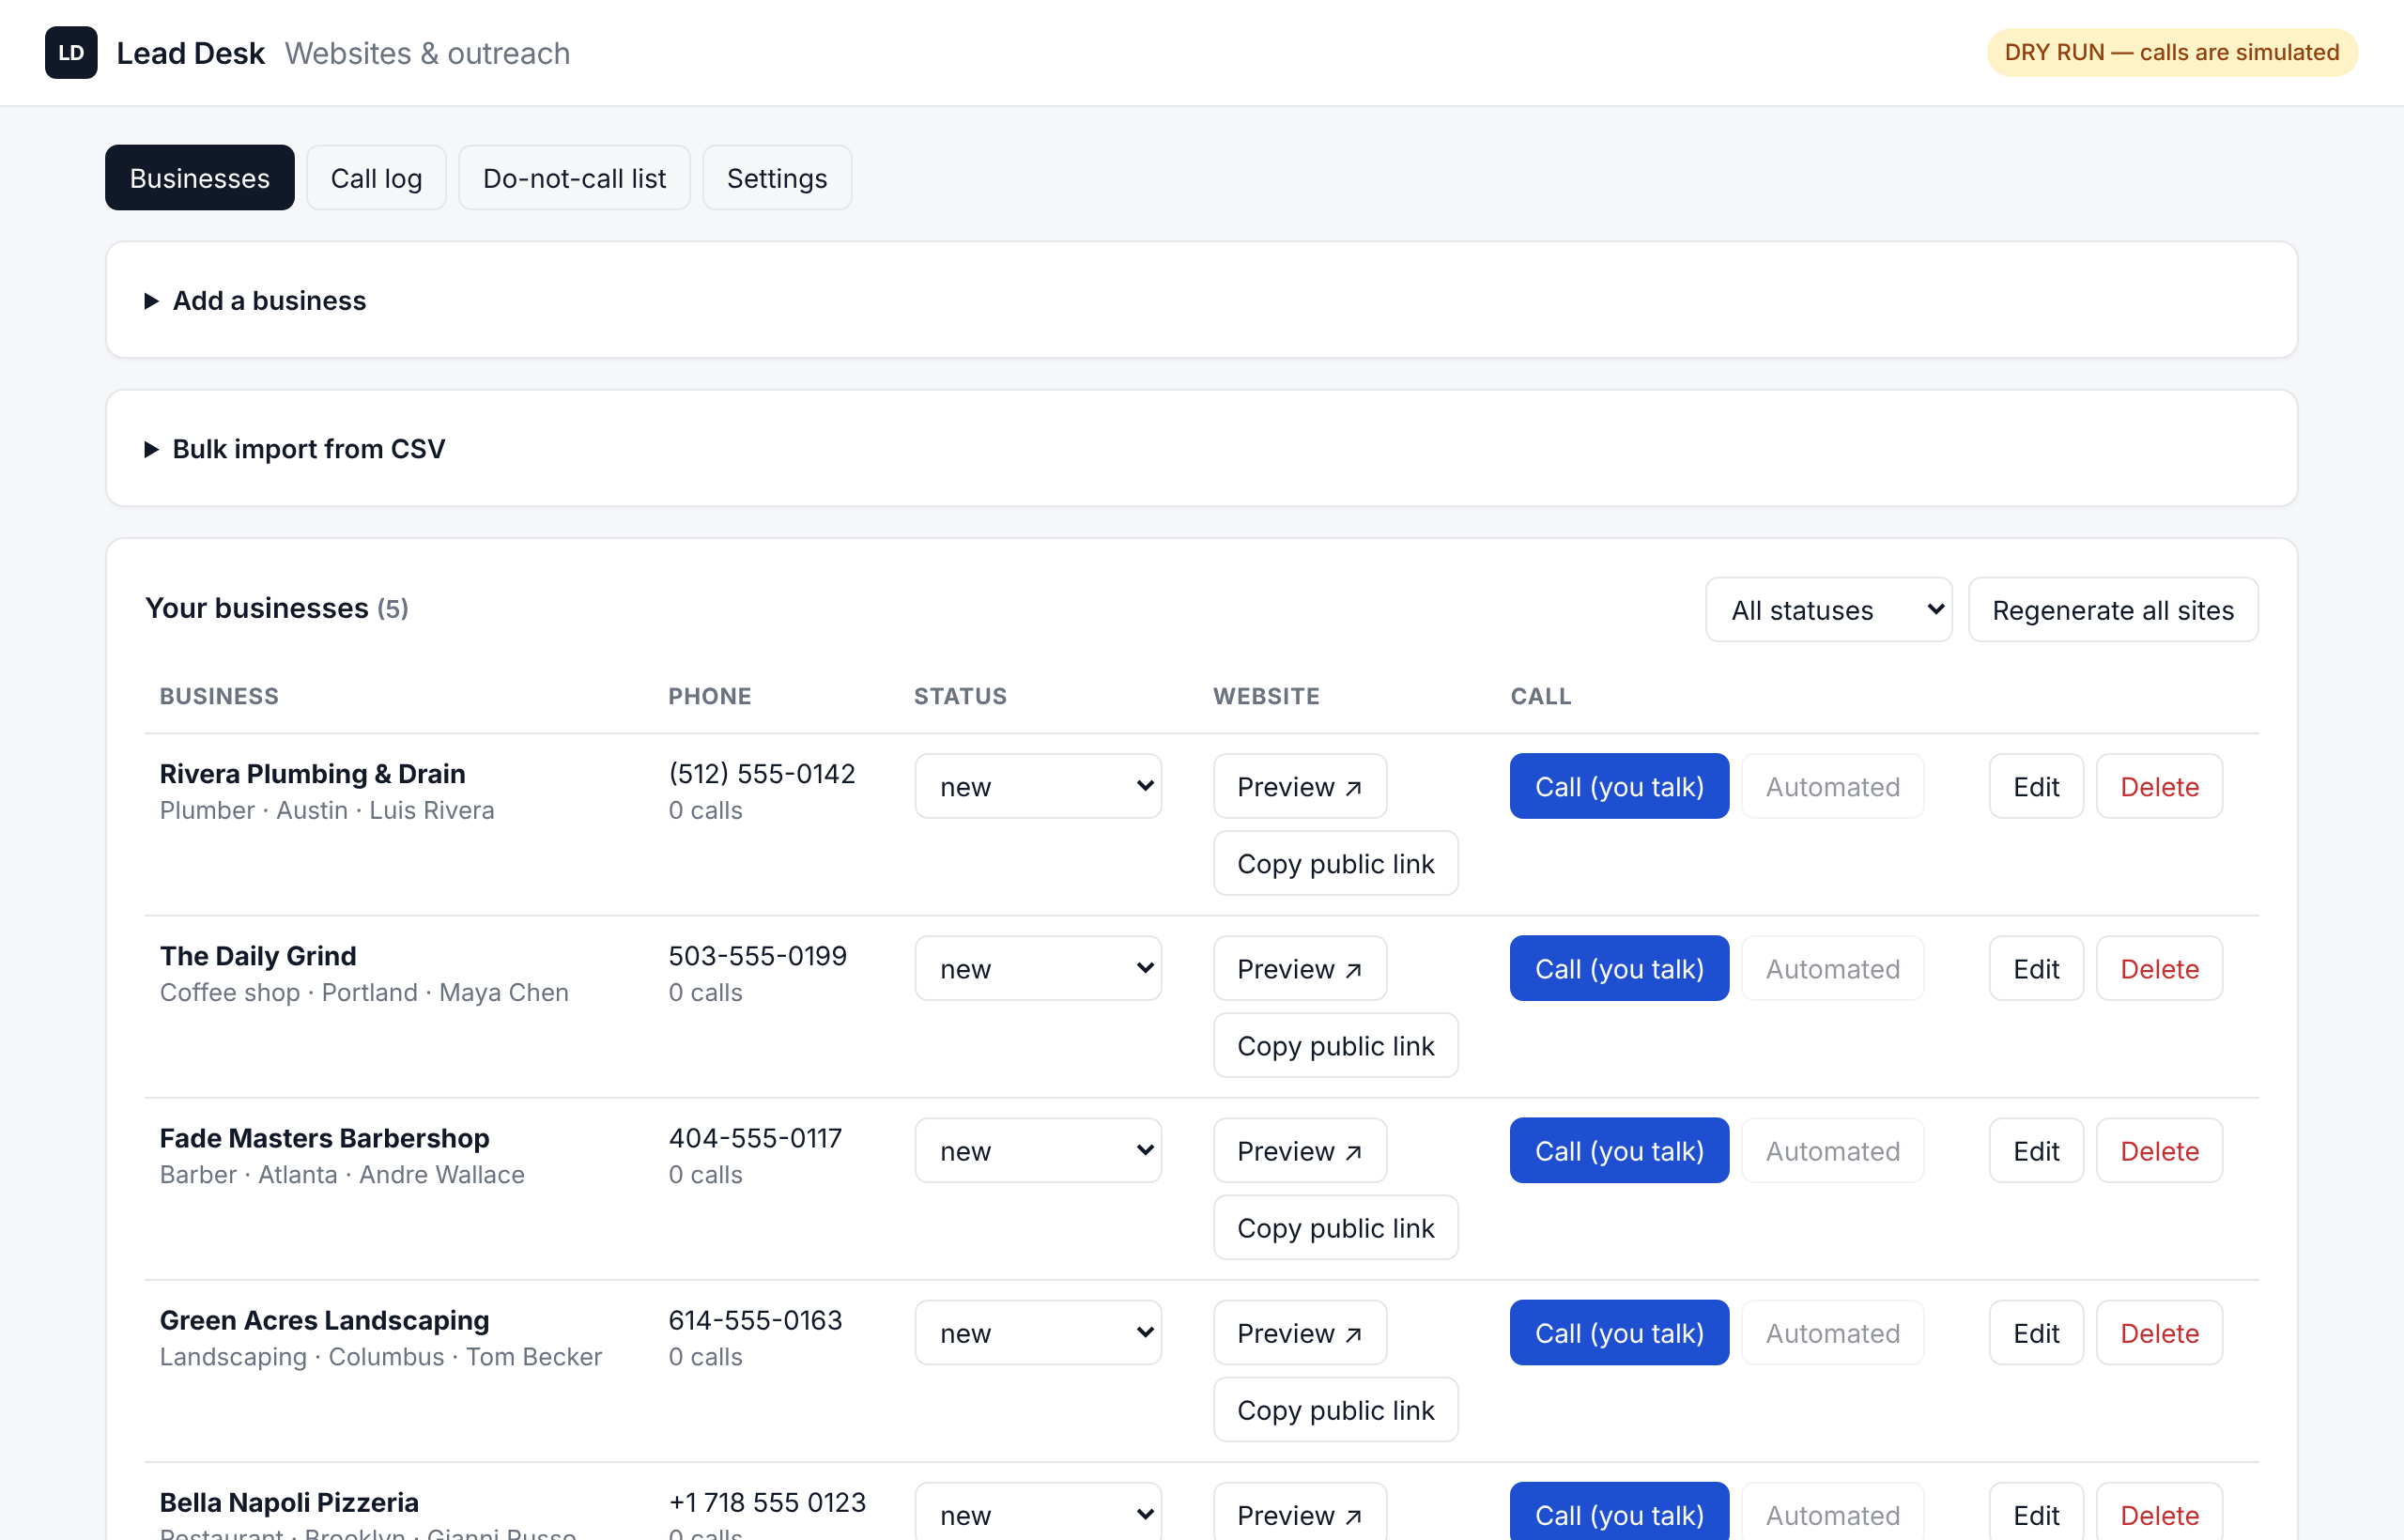 LD Lead Desk Websites & outreach DRY RUN — calls are simulated
Businesses Call log Do-not-call list Settings
▶ Add a business
▶ Bulk import from CSV
Your businesses (5) All statuses Regenerate all sites
BUSINESS PHONE STATUS WEBSITE CALL
Rivera Plumbing & Drain (512) 555-0142 new Preview ↗ Call (you talk) Automated Edit Delete
Plumber · Austin · Luis Rivera 0 calls
Copy public link
The Daily Grind 503-555-0199 new Preview ↗ Call (you talk) Automated Edit Delete
Coffee shop · Portland · Maya Chen 0 calls
Copy public link
Fade Masters Barbershop 404-555-0117 new Preview ↗ Call (you talk) Automated Edit Delete
Barber · Atlanta · Andre Wallace 0 calls
Copy public link
Green Acres Landscaping 614-555-0163 new Preview ↗ Call (you talk) Automated Edit Delete
Landscaping · Columbus · Tom Becker 0 calls
Copy public link
Bella Napoli Pizzeria +1 718 555 0123 new Preview ↗ Call (you talk) Automated Edit Delete
Restaurant · Brooklyn · Gianni Russo 0 calls